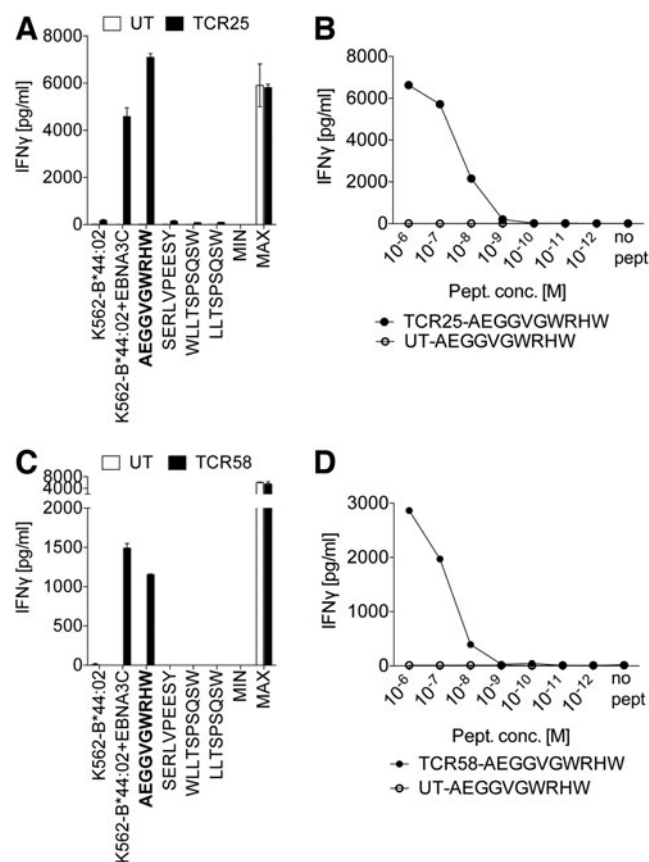 A
UT TCR25
8000
6000
4000
2000
0
IFNγ [pg/ml]
K562-B*44:02
K562-B*44:02+EBNA3C
AEGGVGWRHW
SERLVPEESY
WLLTSPSQSW
LLTSPSQSW
MIN
MAX
B
8000
6000
4000
2000
0
IFNγ [pg/ml]
10-6
10-7
10-8
10-9
10-10
10-11
10-12
no
pept
Pept. conc. [M]
TCR25-AEGGVGWRHW
UT-AEGGVGWRHW
C
UT TCR58
8000
4000
2000
1500
1000
500
0
IFNγ [pg/ml]
K562-B*44:02
K562-B*44:02+EBNA3C
AEGGVGWRHW
SERLVPEESY
WLLTSPSQSW
LLTSPSQSW
MIN
MAX
D
3000
2000
1000
0
IFNγ [pg/ml]
10-6
10-7
10-8
10-9
10-10
10-11
10-12
no
pept
Pept. conc. [M]
TCR58-AEGGVGWRHW
UT-AEGGVGWRHW